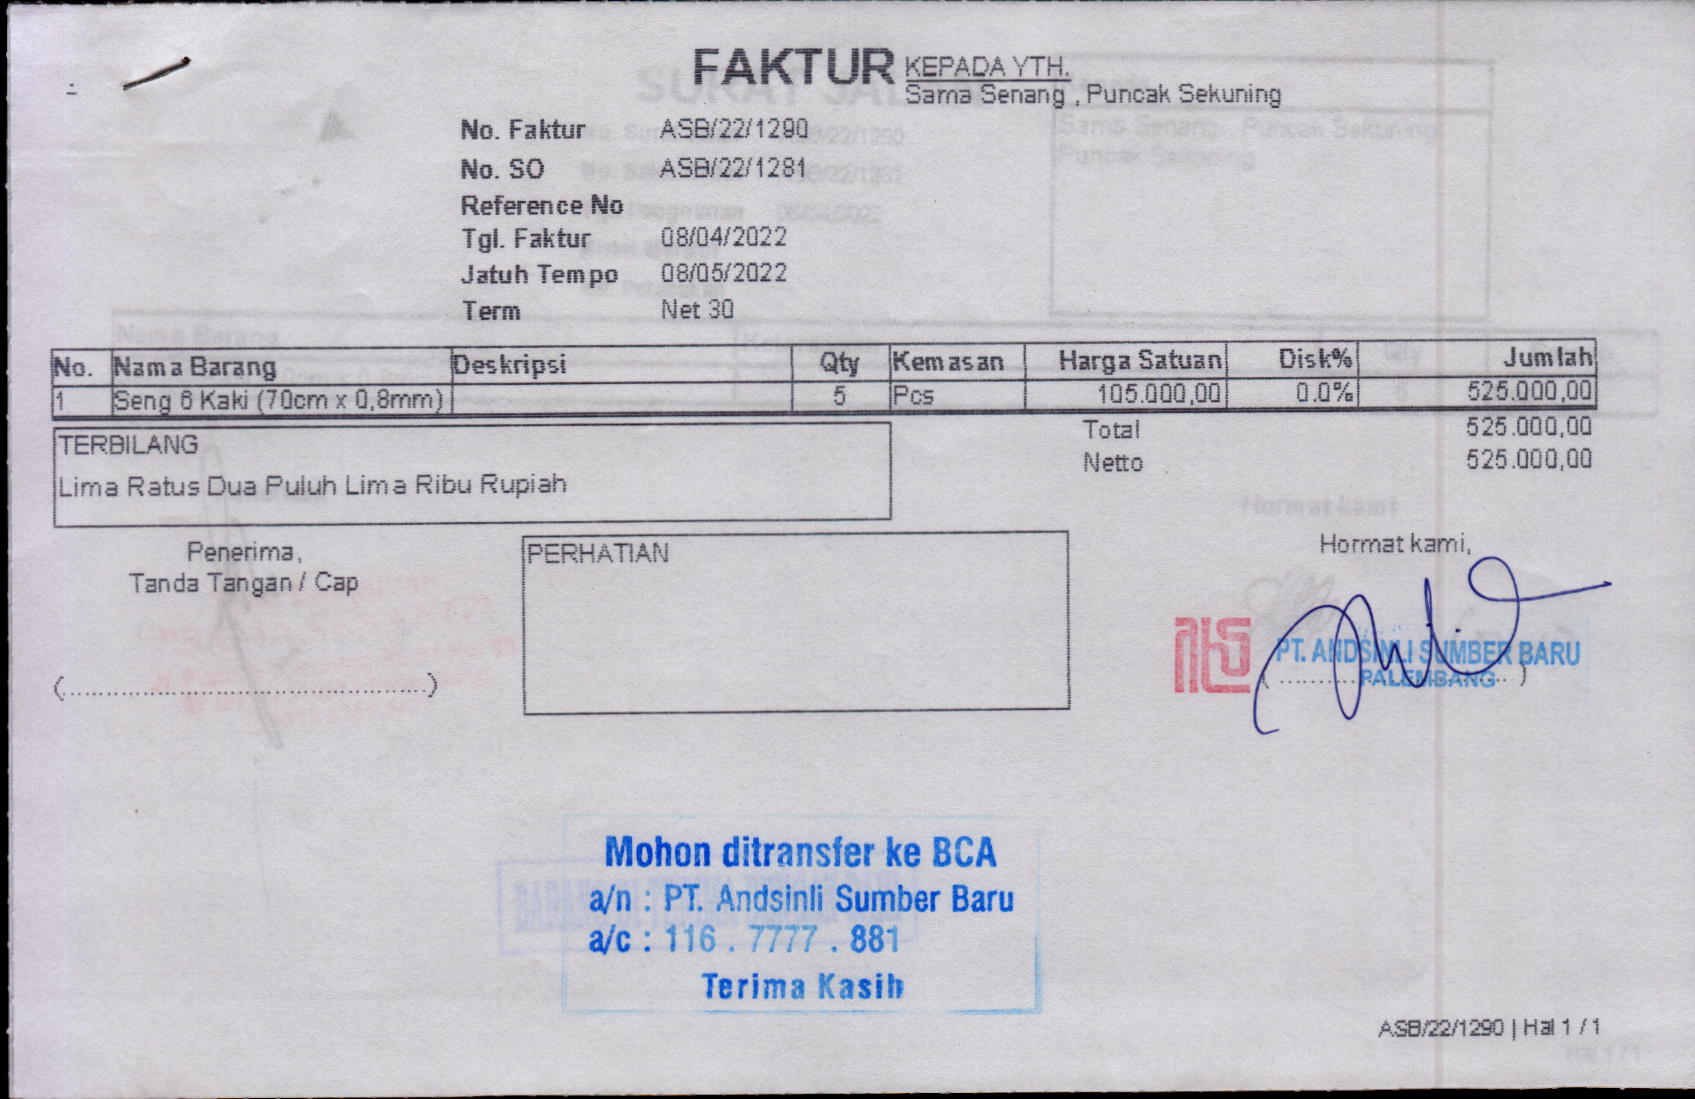 FAKTUR KEPADA YTH.
Sama Senang , Puncak Sekuning
No. Faktur ASB/22/1290
No. SO ASB/22/1281
Reference No
Tgl. Faktur 08/04/2022
Jatuh Tempo 08/05/2022
Term Net 30
No. Nama Barang Deskripsi Qty Kemasan Harga Satuan Disk% Jumlah
1 Seng 6 Kaki (70cm x 0,8mm) 5 Pcs 105.000,00 0.0% 525.000,00
Total 525.000,00
Netto 525.000,00
TERBILANG
Lima Ratus Dua Puluh Lima Ribu Rupiah
Penerima,
Tanda Tangan / Cap
(..................................................)
PERHATIAN
Hormat kami,
PT. ANDSINLI SUMBER BARU
PALEMBANG
Mohon ditransfer ke BCA
a/n : PT. Andsinli Sumber Baru
a/c : 116 . 7777 . 881
Terima Kasih
ASB/22/1290 | Hal 1 / 1